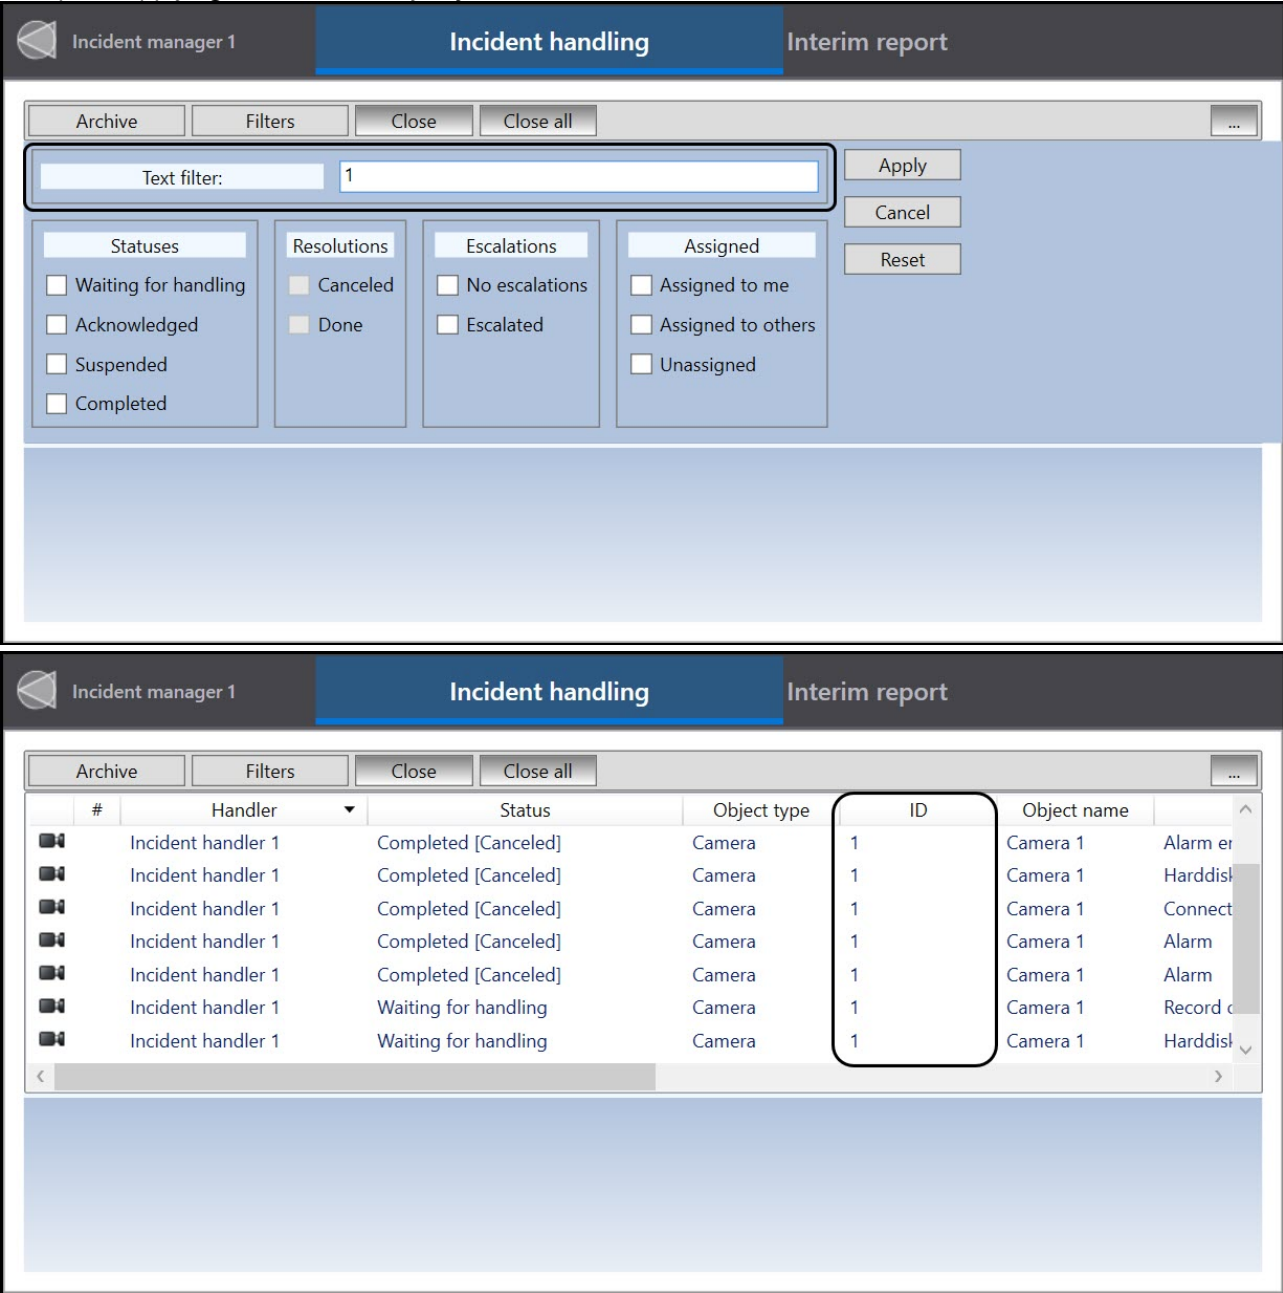 Incident manager 1 Incident handling Interim report
Archive Filters Close Close all ...
Text filter: 1 Apply
Cancel
Statuses Resolutions Escalations Assigned Reset
Waiting for handling Canceled No escalations Assigned to me
Acknowledged Done Escalated Assigned to others
Suspended Unassigned
Completed
Incident manager 1 Incident handling Interim report
Archive Filters Close Close all ...
# Handler Status Object type ID Object name
Incident handler 1 Completed [Canceled] Camera 1 Camera 1 Alarm er
Incident handler 1 Completed [Canceled] Camera 1 Camera 1 Harddisk
Incident handler 1 Completed [Canceled] Camera 1 Camera 1 Connect
Incident handler 1 Completed [Canceled] Camera 1 Camera 1 Alarm
Incident handler 1 Completed [Canceled] Camera 1 Camera 1 Alarm
Incident handler 1 Waiting for handling Camera 1 Camera 1 Record
Incident handler 1 Waiting for handling Camera 1 Camera 1 Harddisk